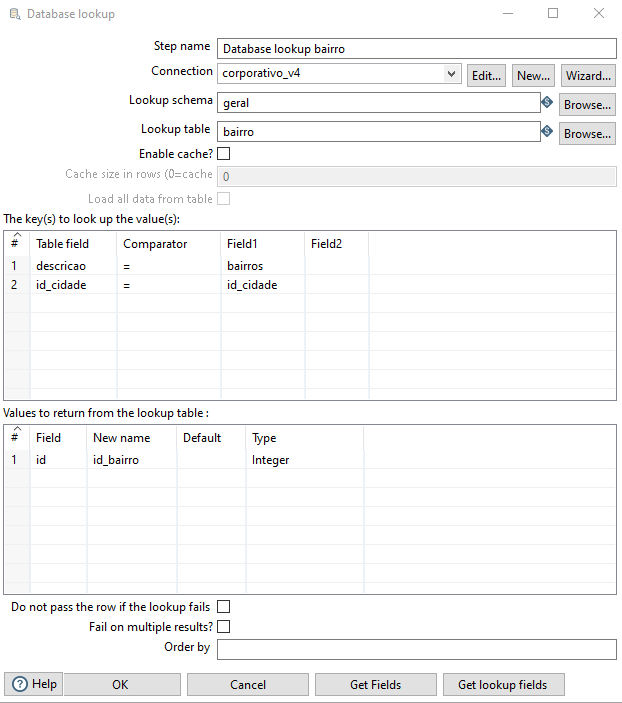 Database lookup
Step name Database lookup bairro
Connection corporativo_v4 Edit... New... Wizard...
Lookup schema geral Browse...
Lookup table bairro Browse...
Enable cache?
Cache size in rows (0=cache 0
Load all data from table
The key(s) to look up the value(s):
# Table field Comparator Field1 Field2
1 descricao = bairros
2 id_cidade = id_cidade
Values to return from the lookup table :
# Field New name Default Type
1 id id_bairro Integer
Do not pass the row if the lookup fails
Fail on multiple results?
Order by
Help OK Cancel Get Fields Get lookup fields